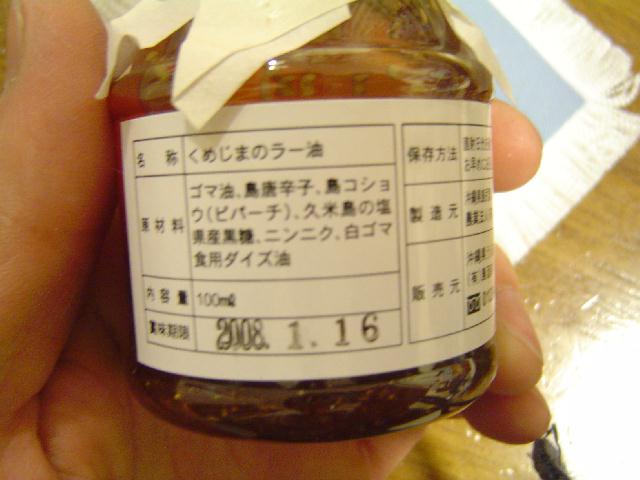 名 称 くめじまのラー油
原材料 ゴマ油、島唐辛子、島コショ
ウ(ピパーチ)、久米島の塩
県産黒糖、ニンニク、白ゴマ
食用ダイズ油
内容量 100mℓ
賞味期限 2008. 1. 16
保存方法
製造元
販売元